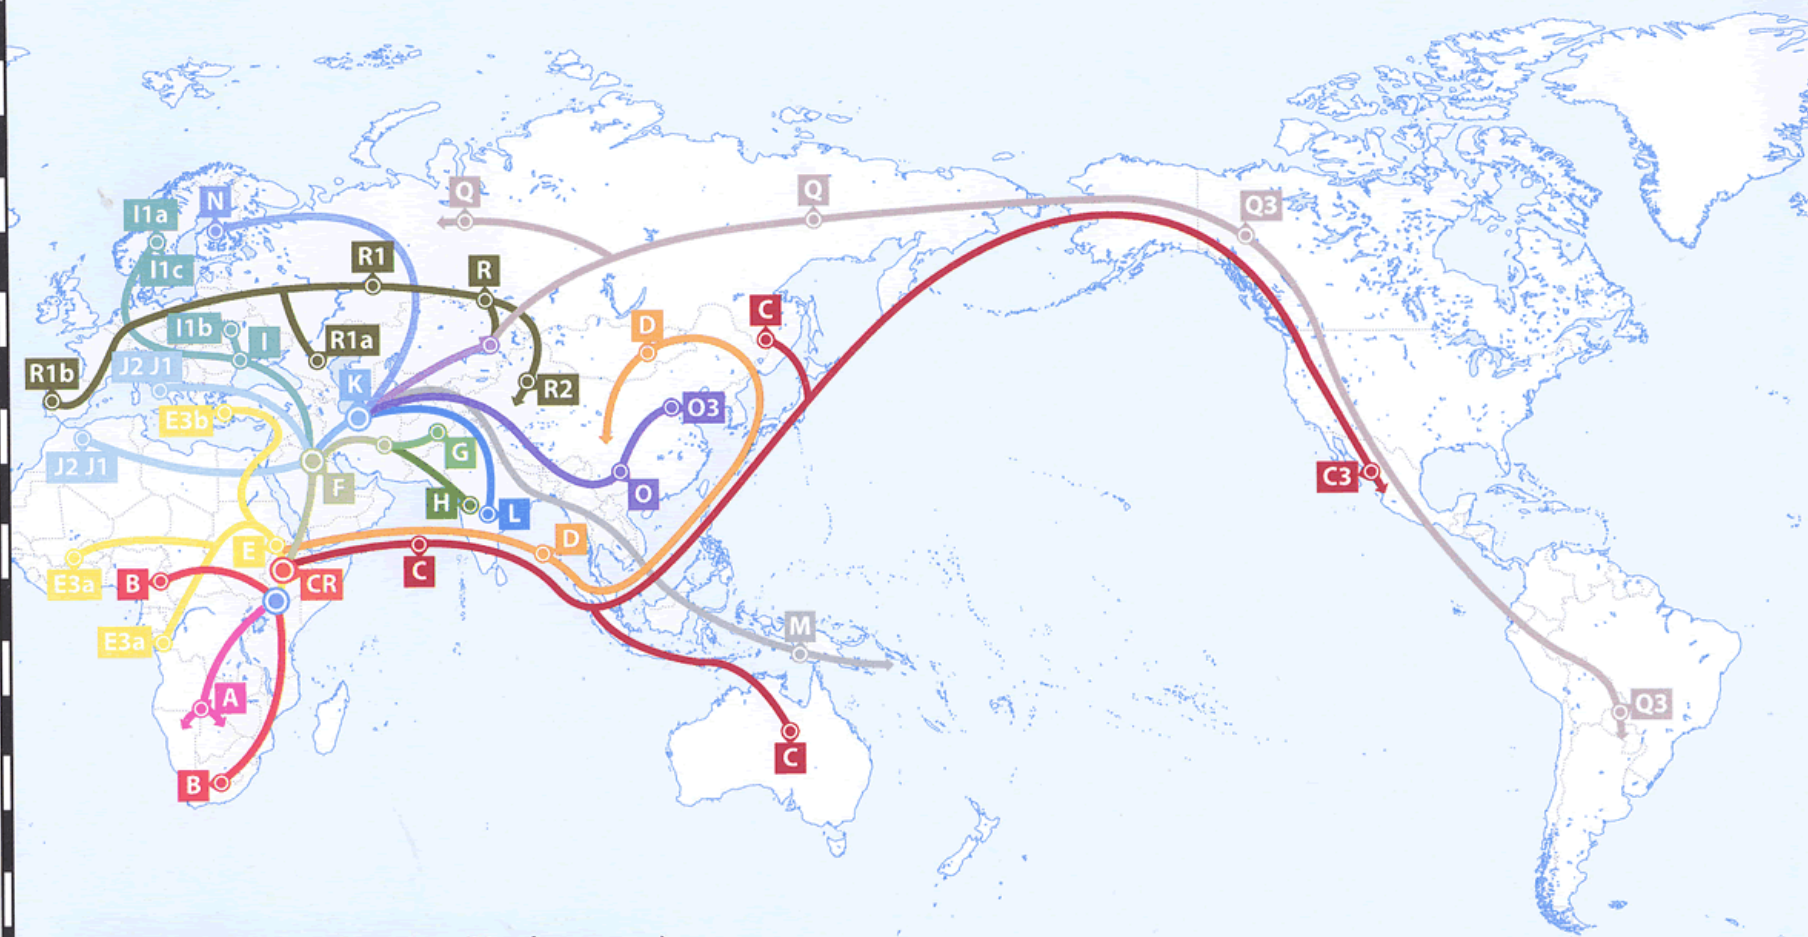 Q
Q
N
I1a
Q3
R1
I1c
R
C
I1b
D
I
R1a
J2 J1
R1b
K
R2
E3b
O3
G
J2 J1
C3
F
O
H
L
D
E
C
E3a
B
CR
M
E3a
A
Q3
C
B